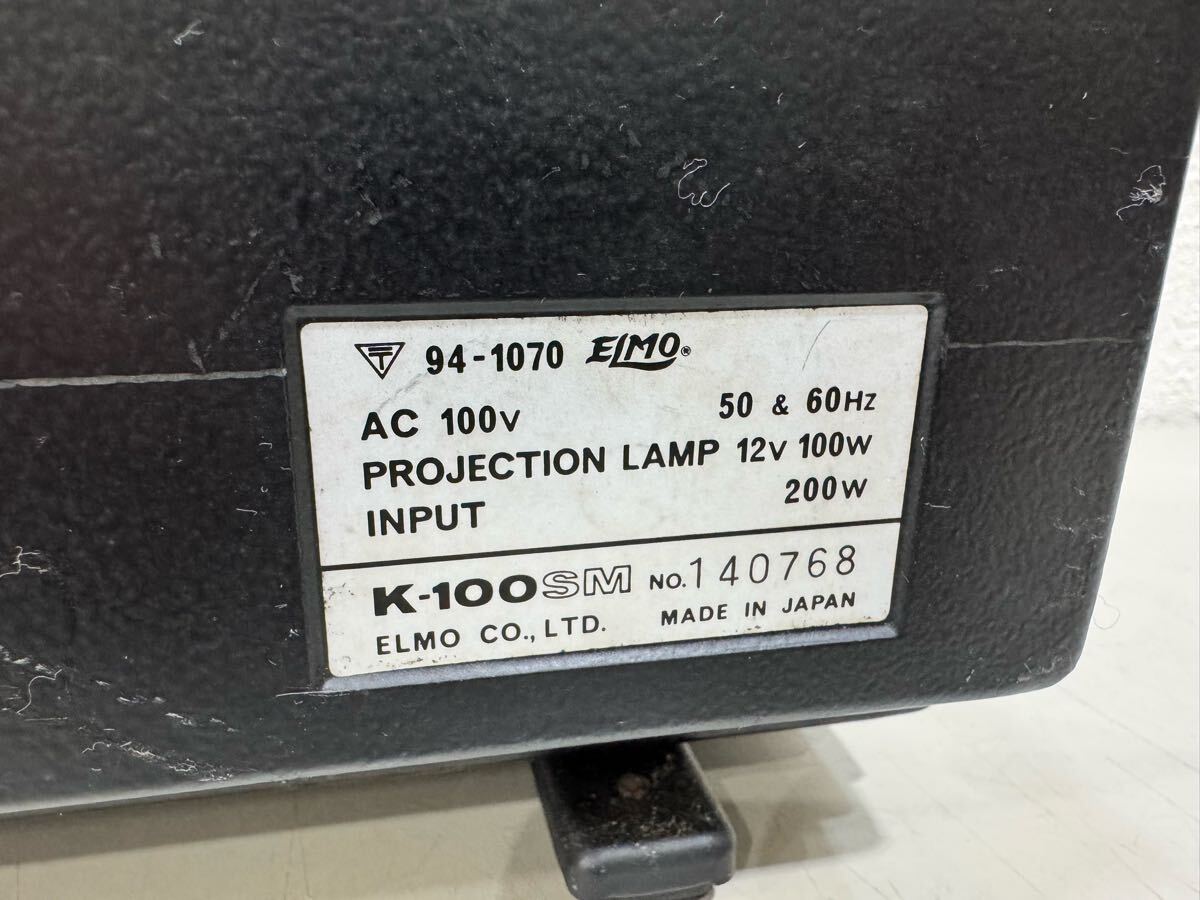 94-1070 ELMO®
AC 100V 50 & 60Hz
PROJECTION LAMP 12V 100W
INPUT 200W
K-100SM NO.140768
ELMO CO., LTD. MADE IN JAPAN